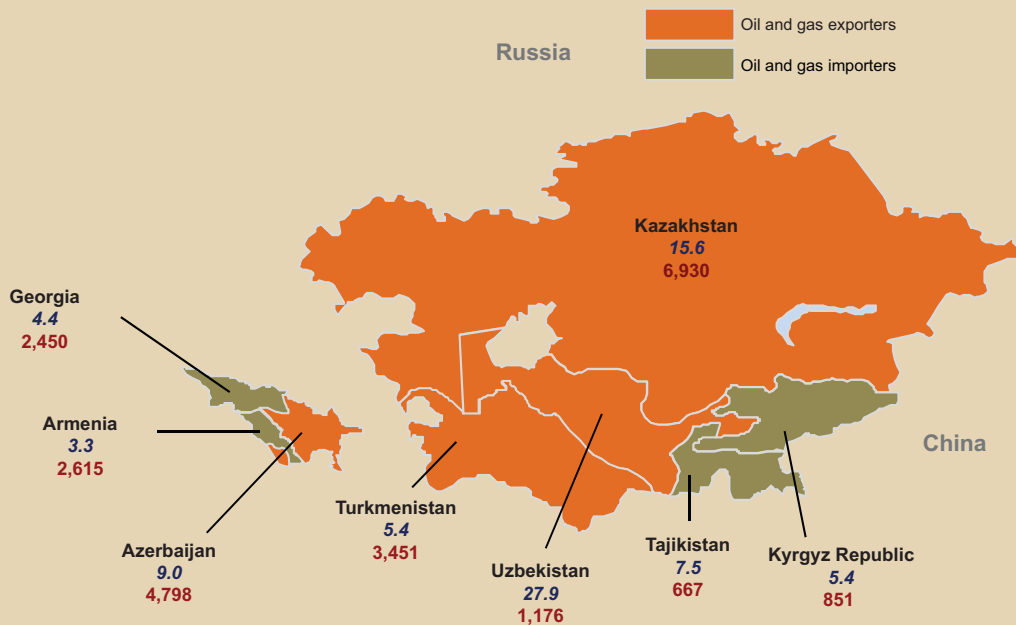 Oil and gas exporters
Oil and gas importers
Russia
Kazakhstan
15.6
6,930
Georgia
4.4
2,450
Armenia
3.3
2,615
China
Azerbaijan
9.0
4,798
Turkmenistan
5.4
3,451
Uzbekistan
27.9
1,176
Tajikistan
7.5
667
Kyrgyz Republic
5.4
851